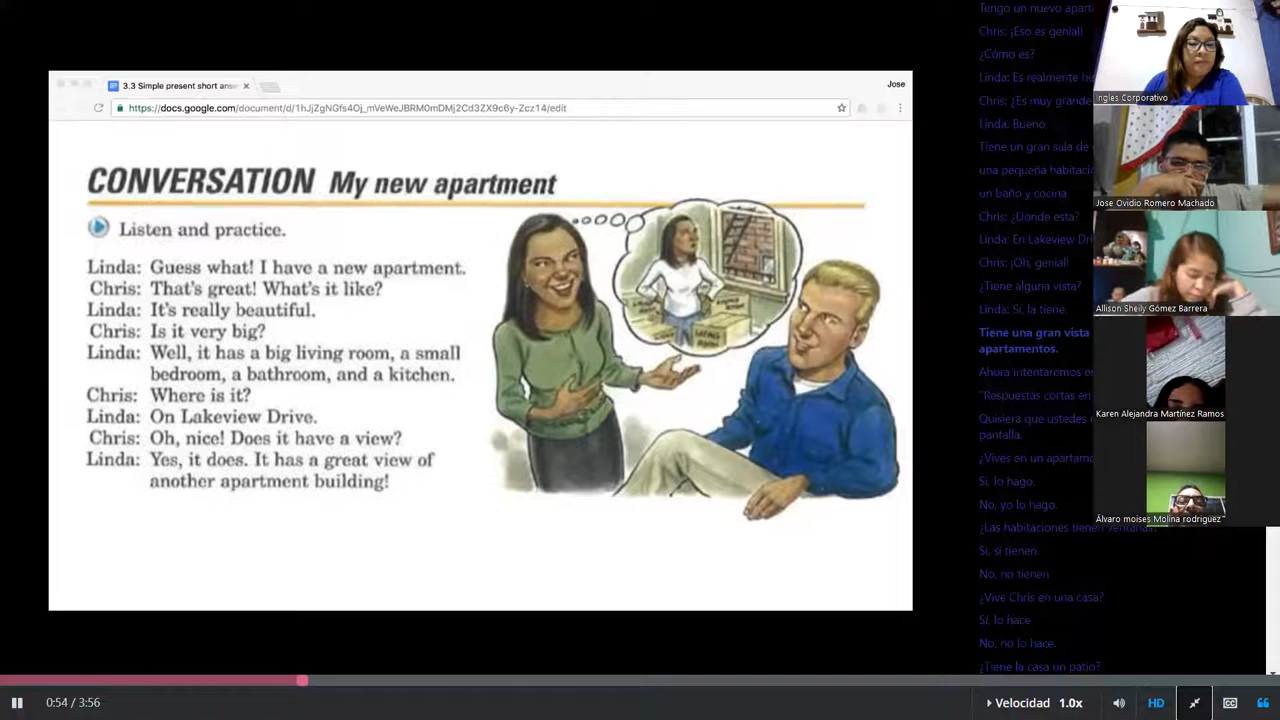 3.3 Simple present short ans
Jose
https://docs.google.com/document/d/1hJjZgNGfs4Oj_mVeWeJBRM0mDMj2Cd3ZX9c6y-Zcz14/edit
CONVERSATION My new apartment
Listen and practice.
Linda: Guess what! I have a new apartment.
Chris: That's great! What's it like?
Linda: It's really beautiful.
Chris: Is it very big?
Linda: Well, it has a big living room, a small
bedroom, a bathroom, and a kitchen.
Chris: Where is it?
Linda: On Lakeview Drive.
Chris: Oh, nice! Does it have a view?
Linda: Yes, it does. It has a great view of
another apartment building!
Tengo un nuevo apart
Chris: ¡Eso es genial!
¿Cómo es?
Linda: Es realmente he
Chris: ¿Es muy grande
Linda. Bueno,
Tiene un gran sala de
una pequeña habitaci
un baño y cocina.
Chris: ¿Donde esta?
Linda: En Lakeview Dri
Chris: ¡Oh, genial!
¿Tiene alguna vista?
Linda: Si, la tiene.
Tiene una gran vista
apartamentos.
Ahora intentaremos en
"Respuestas cortas en
Quisiera que ustedes
pantalla.
¿Vives en un apartam
Si, lo hago.
No, yo lo hago.
¿Las habitaciones tienen ventanas?
Si, si tienen.
No, no tienen
¿Vive Chris en una casa?
Sí, lo hace
No, no lo hace.
¿Tiene la casa un patio?
Ingles Corporativo
Jose Ovidio Romero Machado
Allison Sheily Gómez Barrera
Karen Alejandra Martínez Ramos
Álvaro moises Molina rodriguez
0:54 / 3:56
Velocidad 1.0x
HD